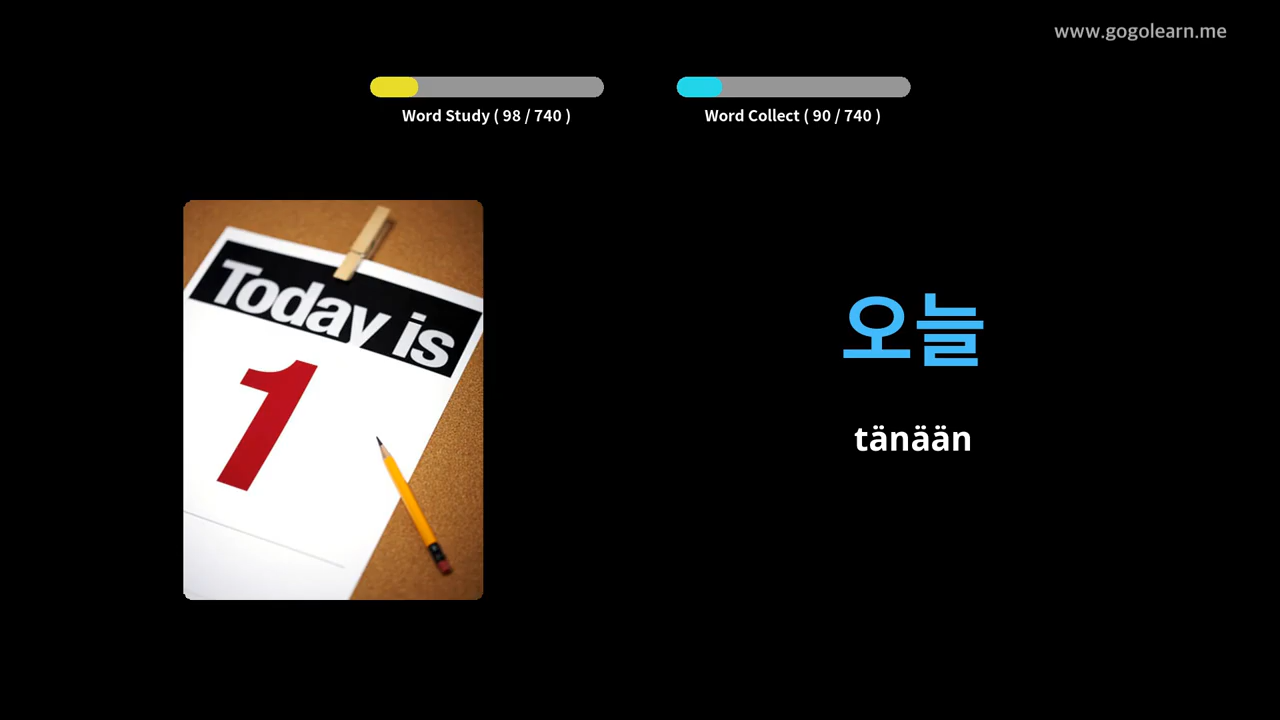 www.gogolearn.me
Word Study ( 98 / 740 )
Word Collect ( 90 / 740 )
Today is
1
오늘
tänään